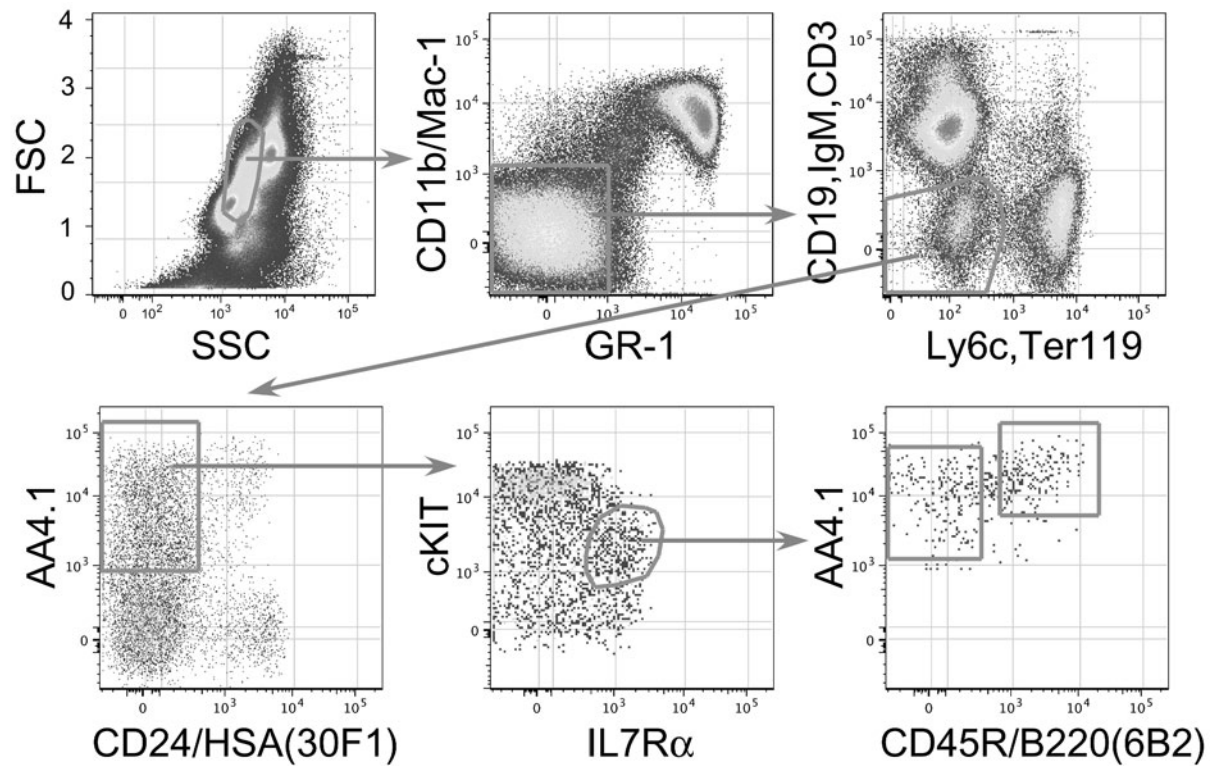 FSC
4
3
2
1
0
0 10² 10³ 10⁴ 10⁵
SSC
CD11b/Mac-1
10⁵
10⁴
10³
0
0 10³ 10⁴ 10⁵
GR-1
CD19,IgM,CD3
10⁵
10⁴
10³
0
0 10² 10³ 10⁴ 10⁵
Ly6c,Ter119
AA4.1
10⁵
10⁴
10³
0
0 10³ 10⁴ 10⁵
CD24/HSA(30F1)
cKIT
10⁵
10⁴
10³
0
0 10³ 10⁴ 10⁵
IL7Rα
AA4.1
10⁵
10⁴
10³
0
0 10³ 10⁴ 10⁵
CD45R/B220(6B2)